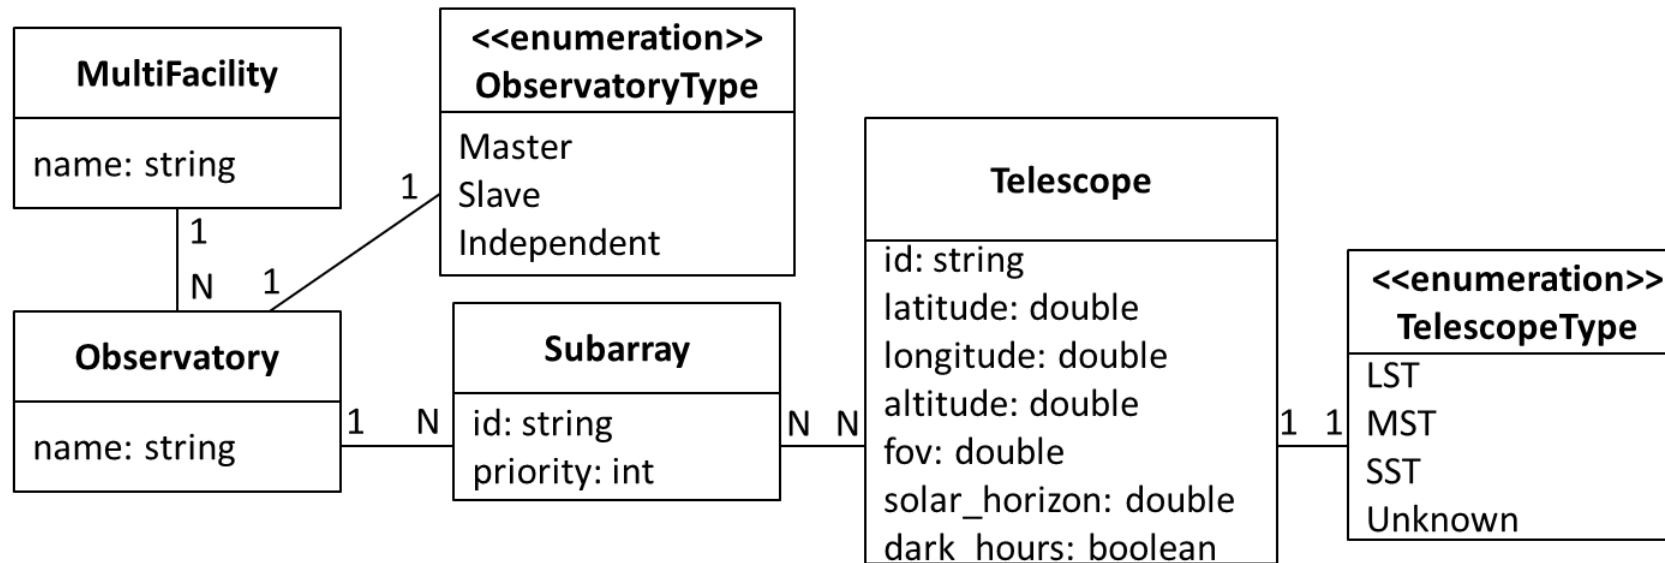 MultiFacility
name: string
1
N
<<enumeration>>
ObservatoryType
Master
Slave
Independent
1
1
Observatory
name: string
1
N
Subarray
id: string
priority: int
N
N
Telescope
id: string
latitude: double
longitude: double
altitude: double
fov: double
solar_horizon: double
dark_hours: boolean
1
1
<<enumeration>>
TelescopeType
LST
MST
SST
Unknown